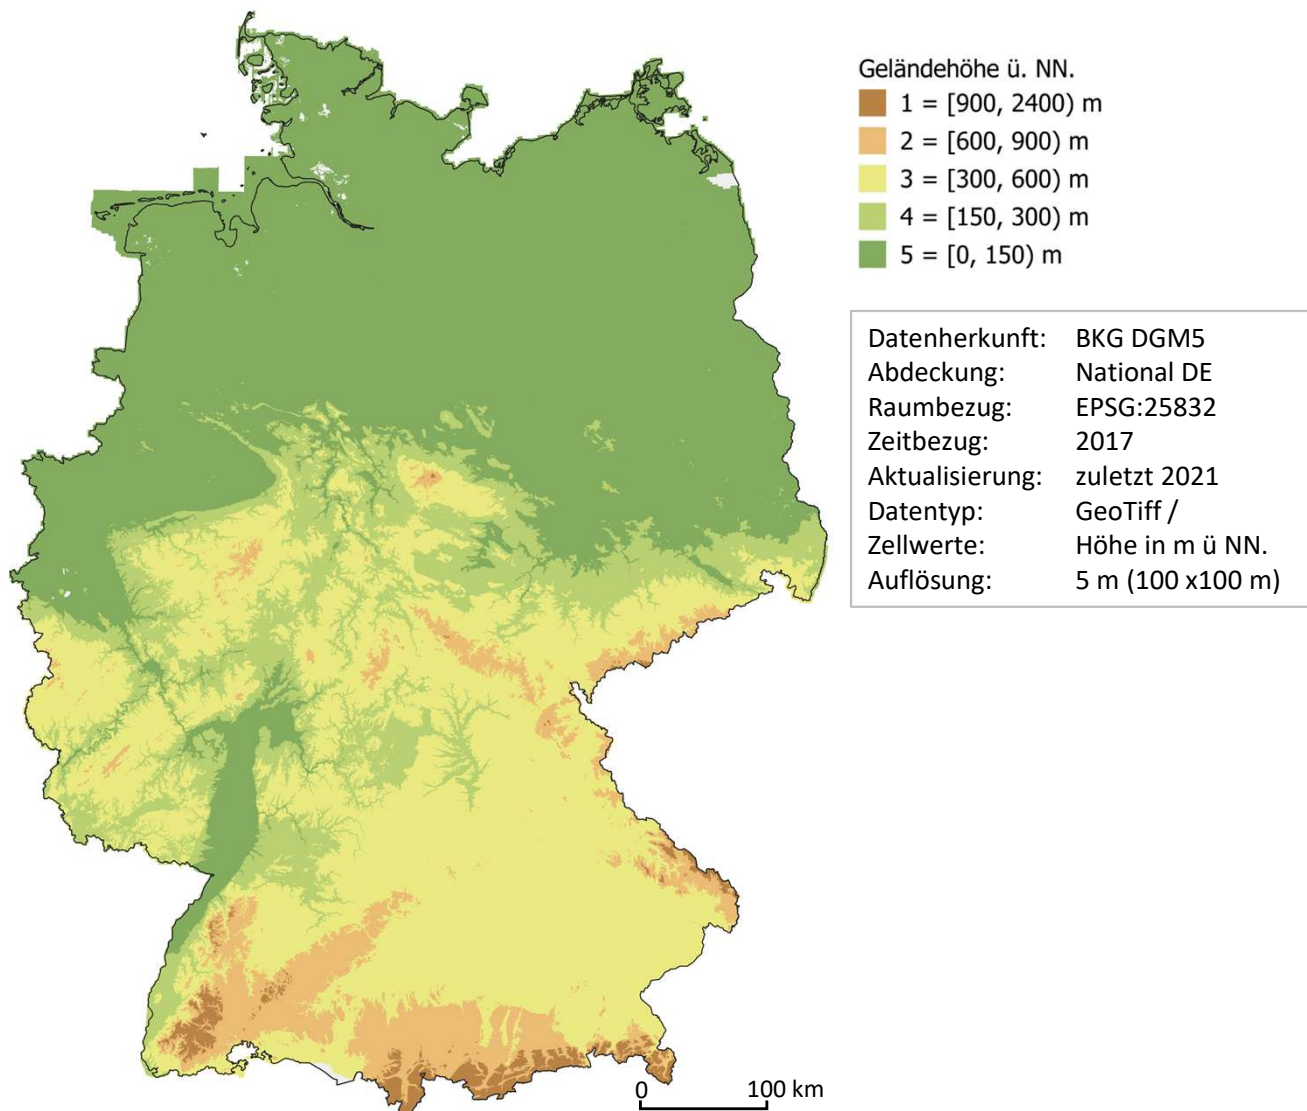 Geländehöhe ü. NN.
1 = [900, 2400) m
2 = [600, 900) m
3 = [300, 600) m
4 = [150, 300) m
5 = [0, 150) m
Datenherkunft: BKG DGM5
Abdeckung: National DE
Raumbezug: EPSG:25832
Zeitbezug: 2017
Aktualisierung: zuletzt 2021
Datentyp: GeoTiff /
Zellwerte: Höhe in m ü NN.
Auflösung: 5 m (100 x100 m)
0 100 km